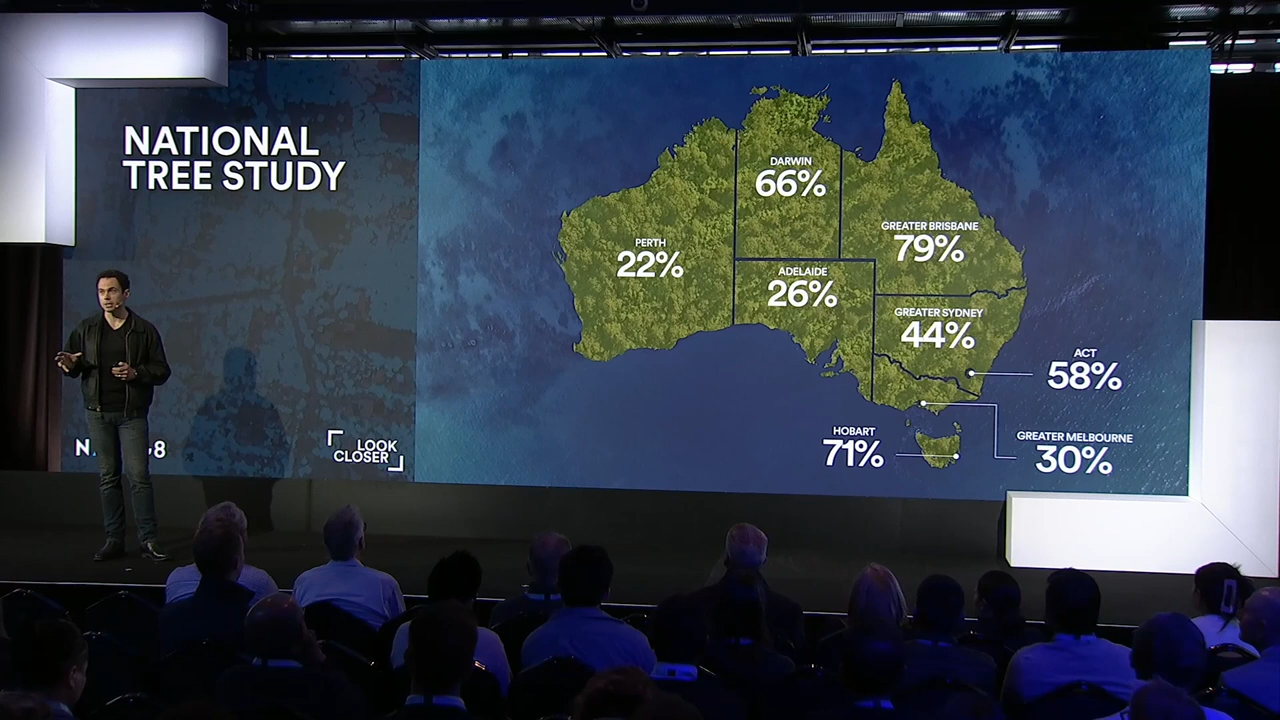 NATIONAL
TREE STUDY
DARWIN
66%
PERTH
22%
GREATER BRISBANE
79%
ADELAIDE
26%
GREATER SYDNEY
44%
ACT
58%
HOBART
71%
GREATER MELBOURNE
30%
LOOK
CLOSER